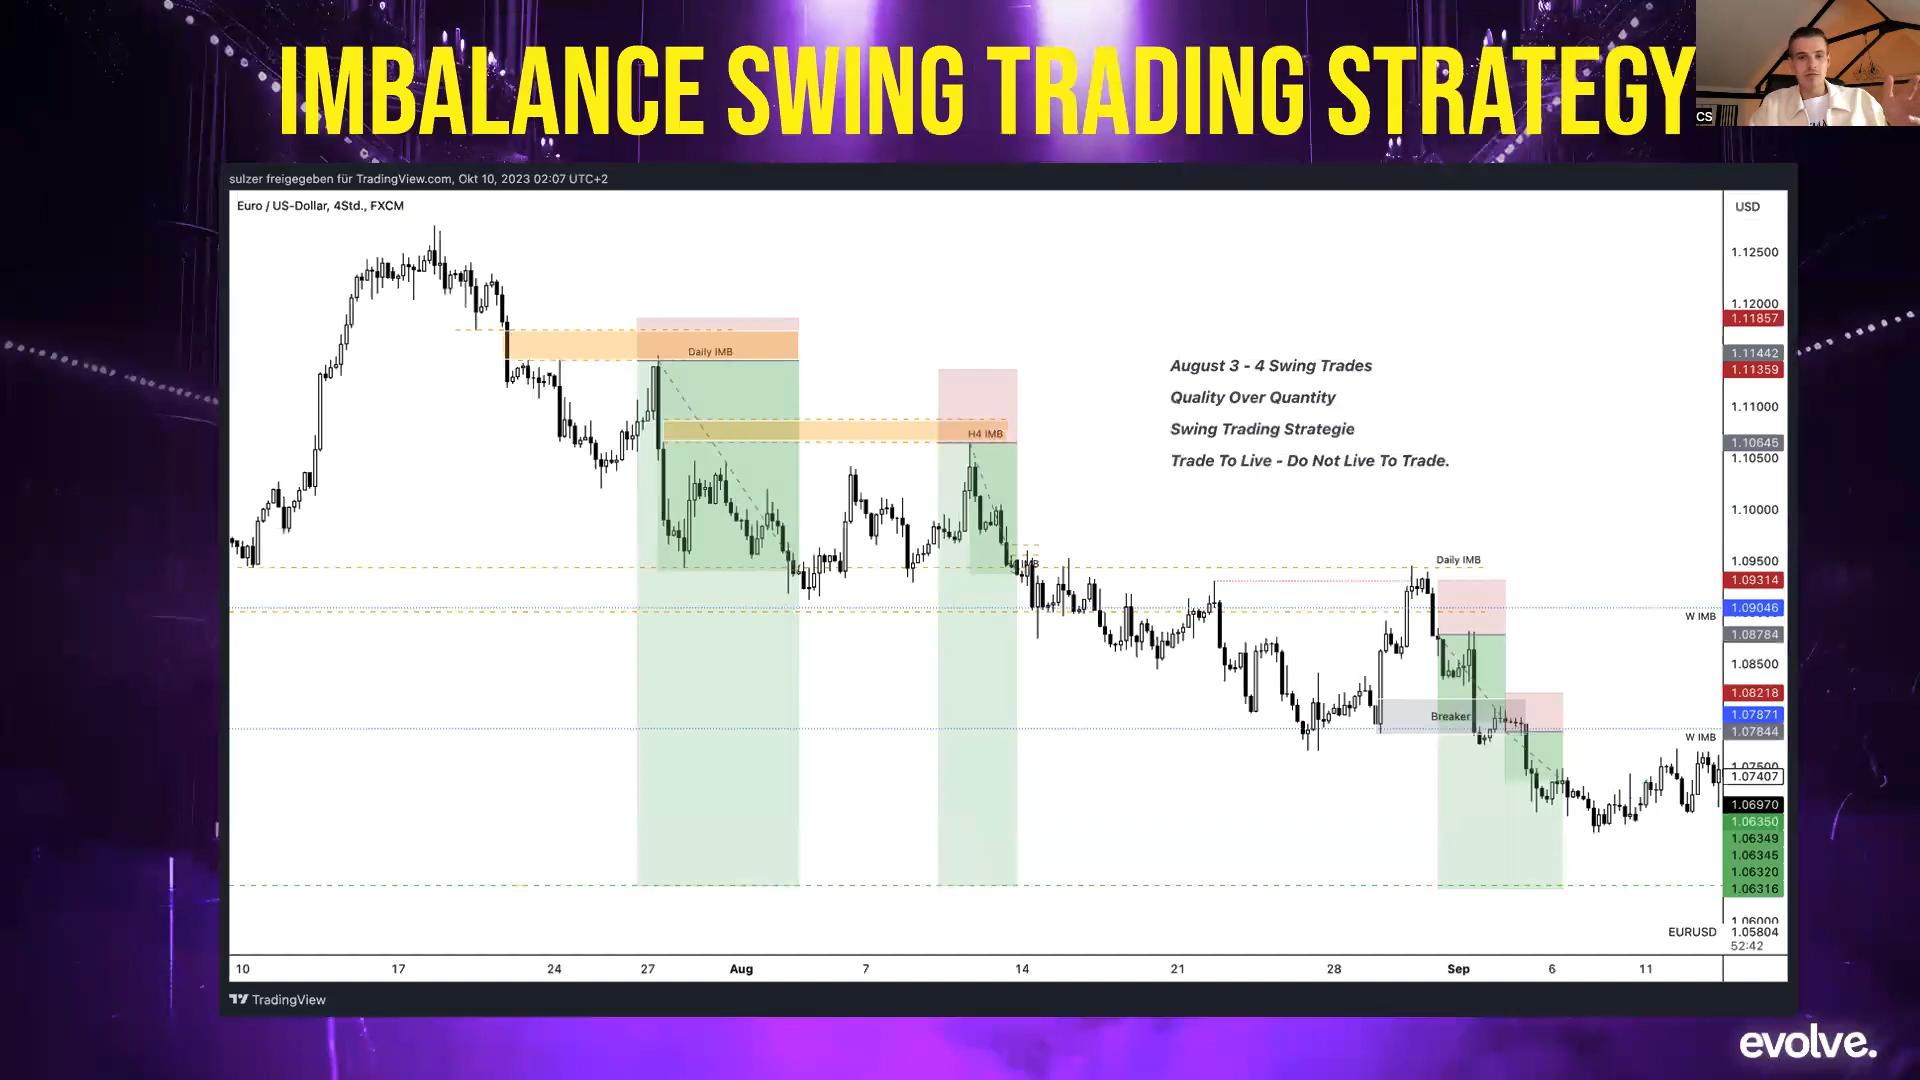 IMBALANCE SWING TRADING STRATEGY
CS
sulzer freigegeben für TradingView.com, Okt 10, 2023 02:07 UTC+2
Euro / US-Dollar, 4Std., FXCM
USD
1.12500
1.12000
1.11857
Daily IMB
1.11442
August 3 - 4 Swing Trades
1.11359
Quality Over Quantity
1.11000
Swing Trading Strategie
H4 IMB
1.10645
1.10500
Trade To Live - Do Not Live To Trade.
1.10000
Daily IMB
1.09500
1.09314
1.09046
W IMB
1.08784
1.08500
1.08218
Breaker
1.07871
1.07844
W IMB
1.07500
1.07407
1.06970
1.06350
1.06349
1.06345
1.06320
1.06316
1.06000
EURUSD 1.05804
52:42
10 17 24 27 Aug 7 14 21 28 Sep 6 11
TradingView
evolve.